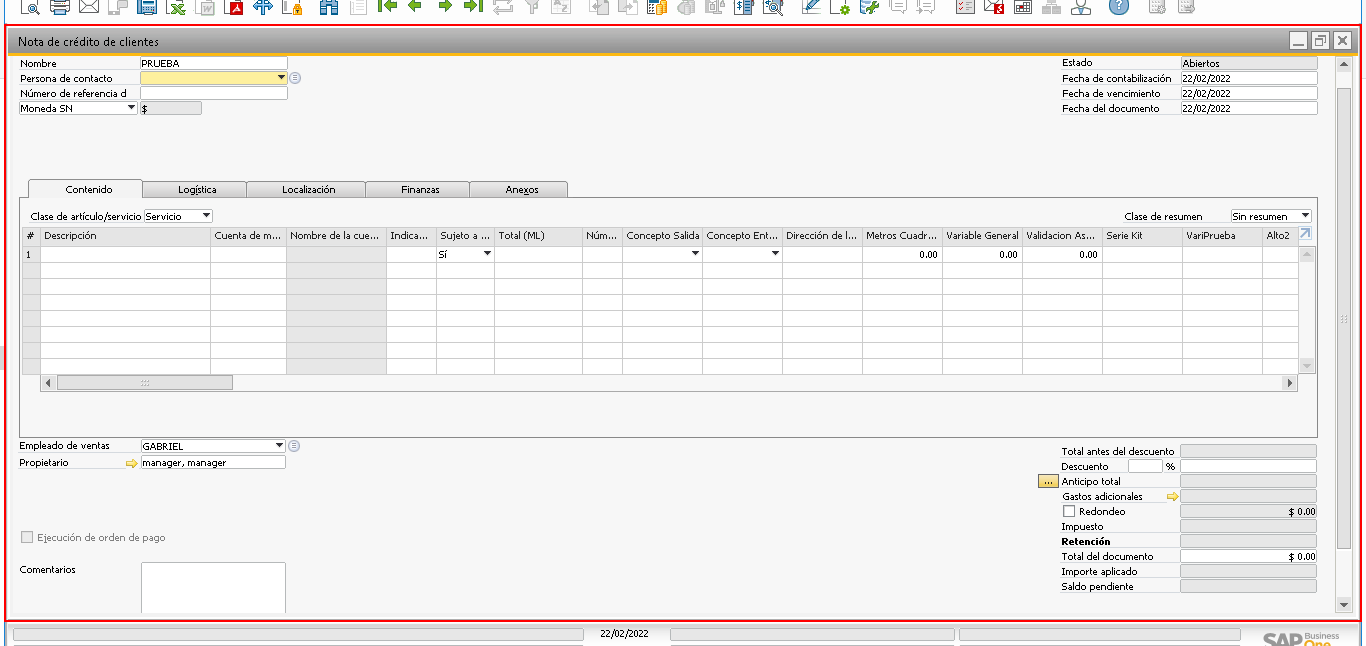 Nota de crédito de clientes
Nombre PRUEBA Estado Abiertos
Persona de contacto Fecha de contabilización 22/02/2022
Número de referencia d Fecha de vencimiento 22/02/2022
Moneda SN $ Fecha del documento 22/02/2022
Contenido Logística Localización Finanzas Anexos
Clase de artículo/servicio Servicio Clase de resumen Sin resumen
# Descripción Cuenta de m... Nombre de la cue... Indica... Sujeto a ... Total (ML) Núm... Concepto Salida Concepto Ent... Dirección de l... Metros Cuadr... Variable General Validacion As... Serie Kit VariPrueba Alto2
1 Sí 0.00 0.00 0.00
Empleado de ventas GABRIEL
Propietario manager, manager
Total antes del descuento
Descuento %
... Anticipo total
Gastos adicionales
Redondeo $ 0.00
Impuesto
Ejecución de orden de pago
Retención
Total del documento $ 0.00
Comentarios
Importe aplicado
Saldo pendiente
22/02/2022
SAP Business
One